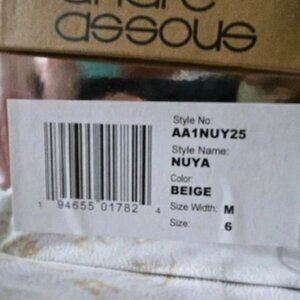 andre
assous
Style No:
AA1NUY25
Style Name:
NUYA
Color:
BEIGE
Size Width: M
Size: 6
1 94655 01782 4